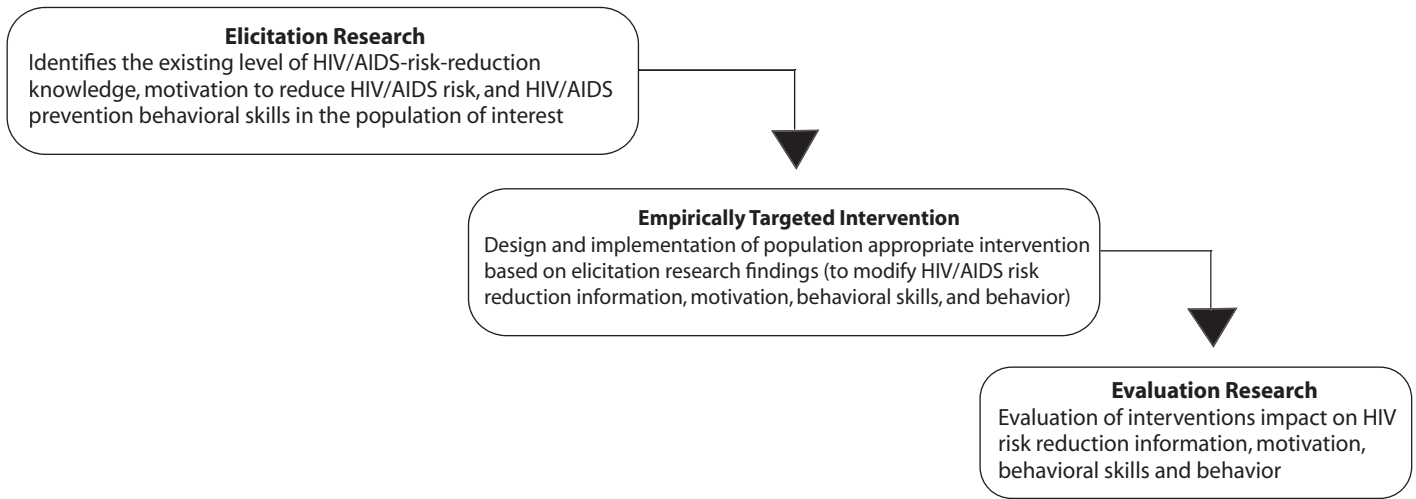 Elicitation Research
Identifies the existing level of HIV/AIDS-risk-reduction
knowledge, motivation to reduce HIV/AIDS risk, and HIV/AIDS
prevention behavioral skills in the population of interest
Empirically Targeted Intervention
Design and implementation of population appropriate intervention
based on elicitation research findings (to modify HIV/AIDS risk
reduction information, motivation, behavioral skills, and behavior)
Evaluation Research
Evaluation of interventions impact on HIV
risk reduction information, motivation,
behavioral skills and behavior